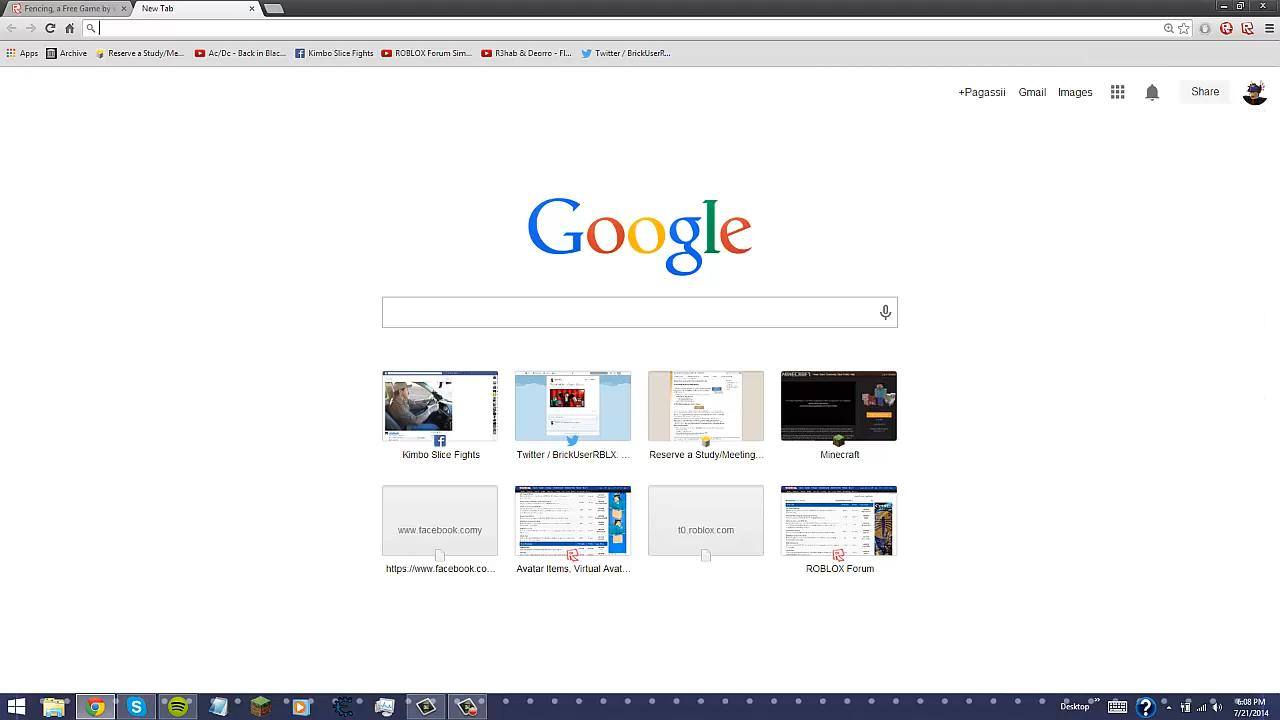 Fencing, a Free Game by
New Tab
Apps
Archive
Reserve a Study/Me...
Ac/Dc - Back in Blac...
Kimbo Slice Fights
ROBLOX Forum Sim...
R3hab & Deorro - Fl...
Twitter / BrickUserR...
+Pagassii
Gmail
Images
Share
Google
Kimbo Slice Fights
Twitter / BrickUserRBLX: ...
Reserve a Study/Meeting...
Minecraft
https://www.facebook.co...
Avatar Items, Virtual Avat...
t0.roblox.com
ROBLOX Forum
Desktop
6:08 PM
7/21/2014